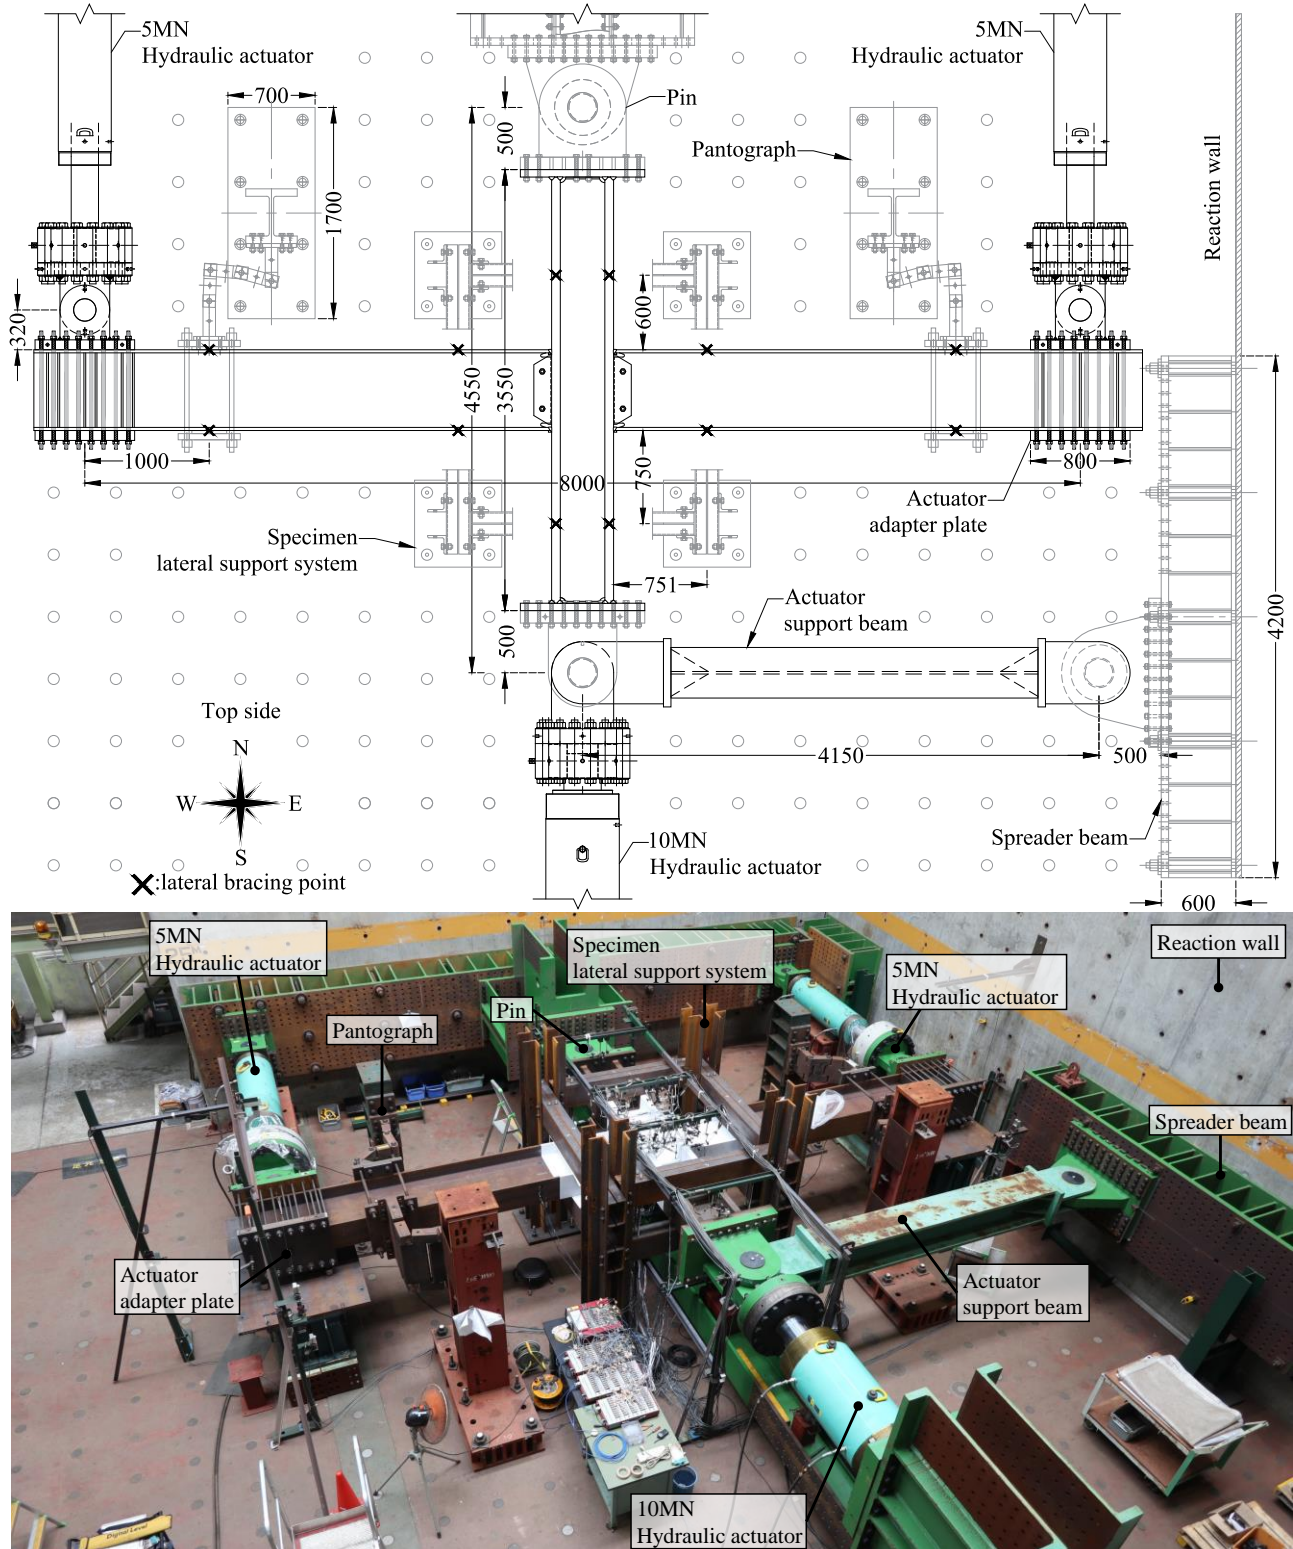 5MN
Hydraulic actuator
5MN
Hydraulic actuator
Pin
Pantograph
Reaction wall
700
500
1700
320
600
4550
3550
1000
8000
750
800
Actuator
adapter plate
Specimen
lateral support system
751
Actuator
support beam
500
4200
Top side
N
W
E
S
4150
500
Spreader beam
10MN
Hydraulic actuator
:lateral bracing point
600
5MN
Hydraulic actuator
Specimen
lateral support system
5MN
Hydraulic actuator
Reaction wall
Pantograph
Pin
Spreader beam
Actuator
adapter plate
Actuator
support beam
10MN
Hydraulic actuator
Digital Level